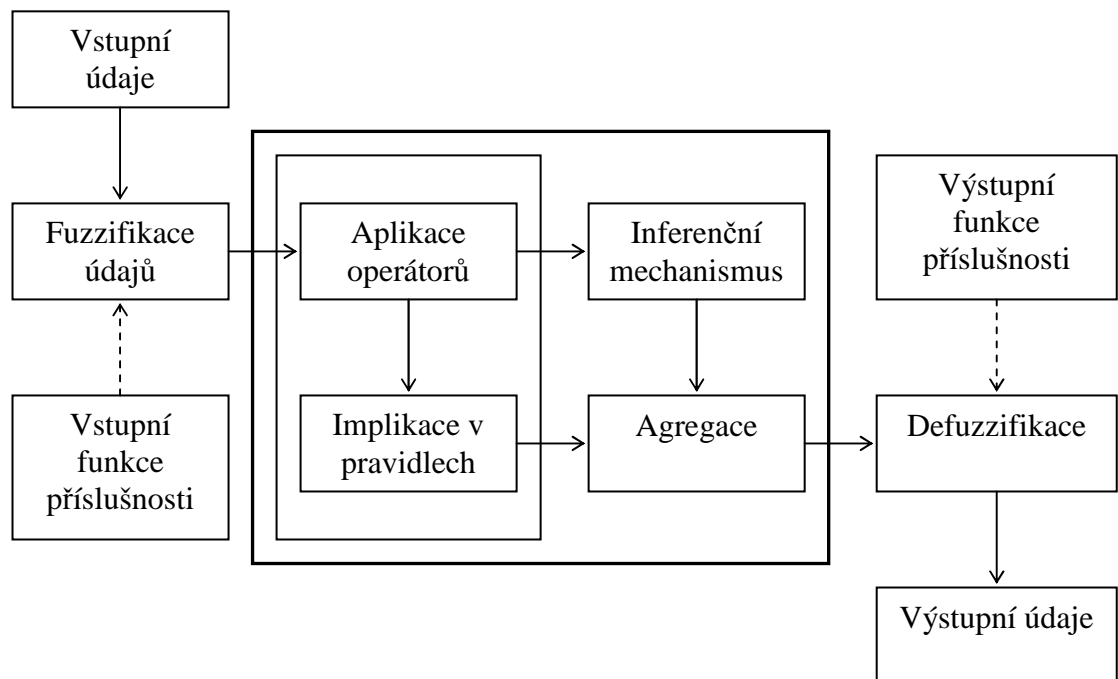 Vstupní
údaje
Fuzzifikace
údajů
Vstupní
funkce
příslušnosti
Aplikace
operátorů
Implikace v
pravidlech
Inferenční
mechanismus
Agregace
Výstupní
funkce
příslušnosti
Defuzzifikace
Výstupní údaje